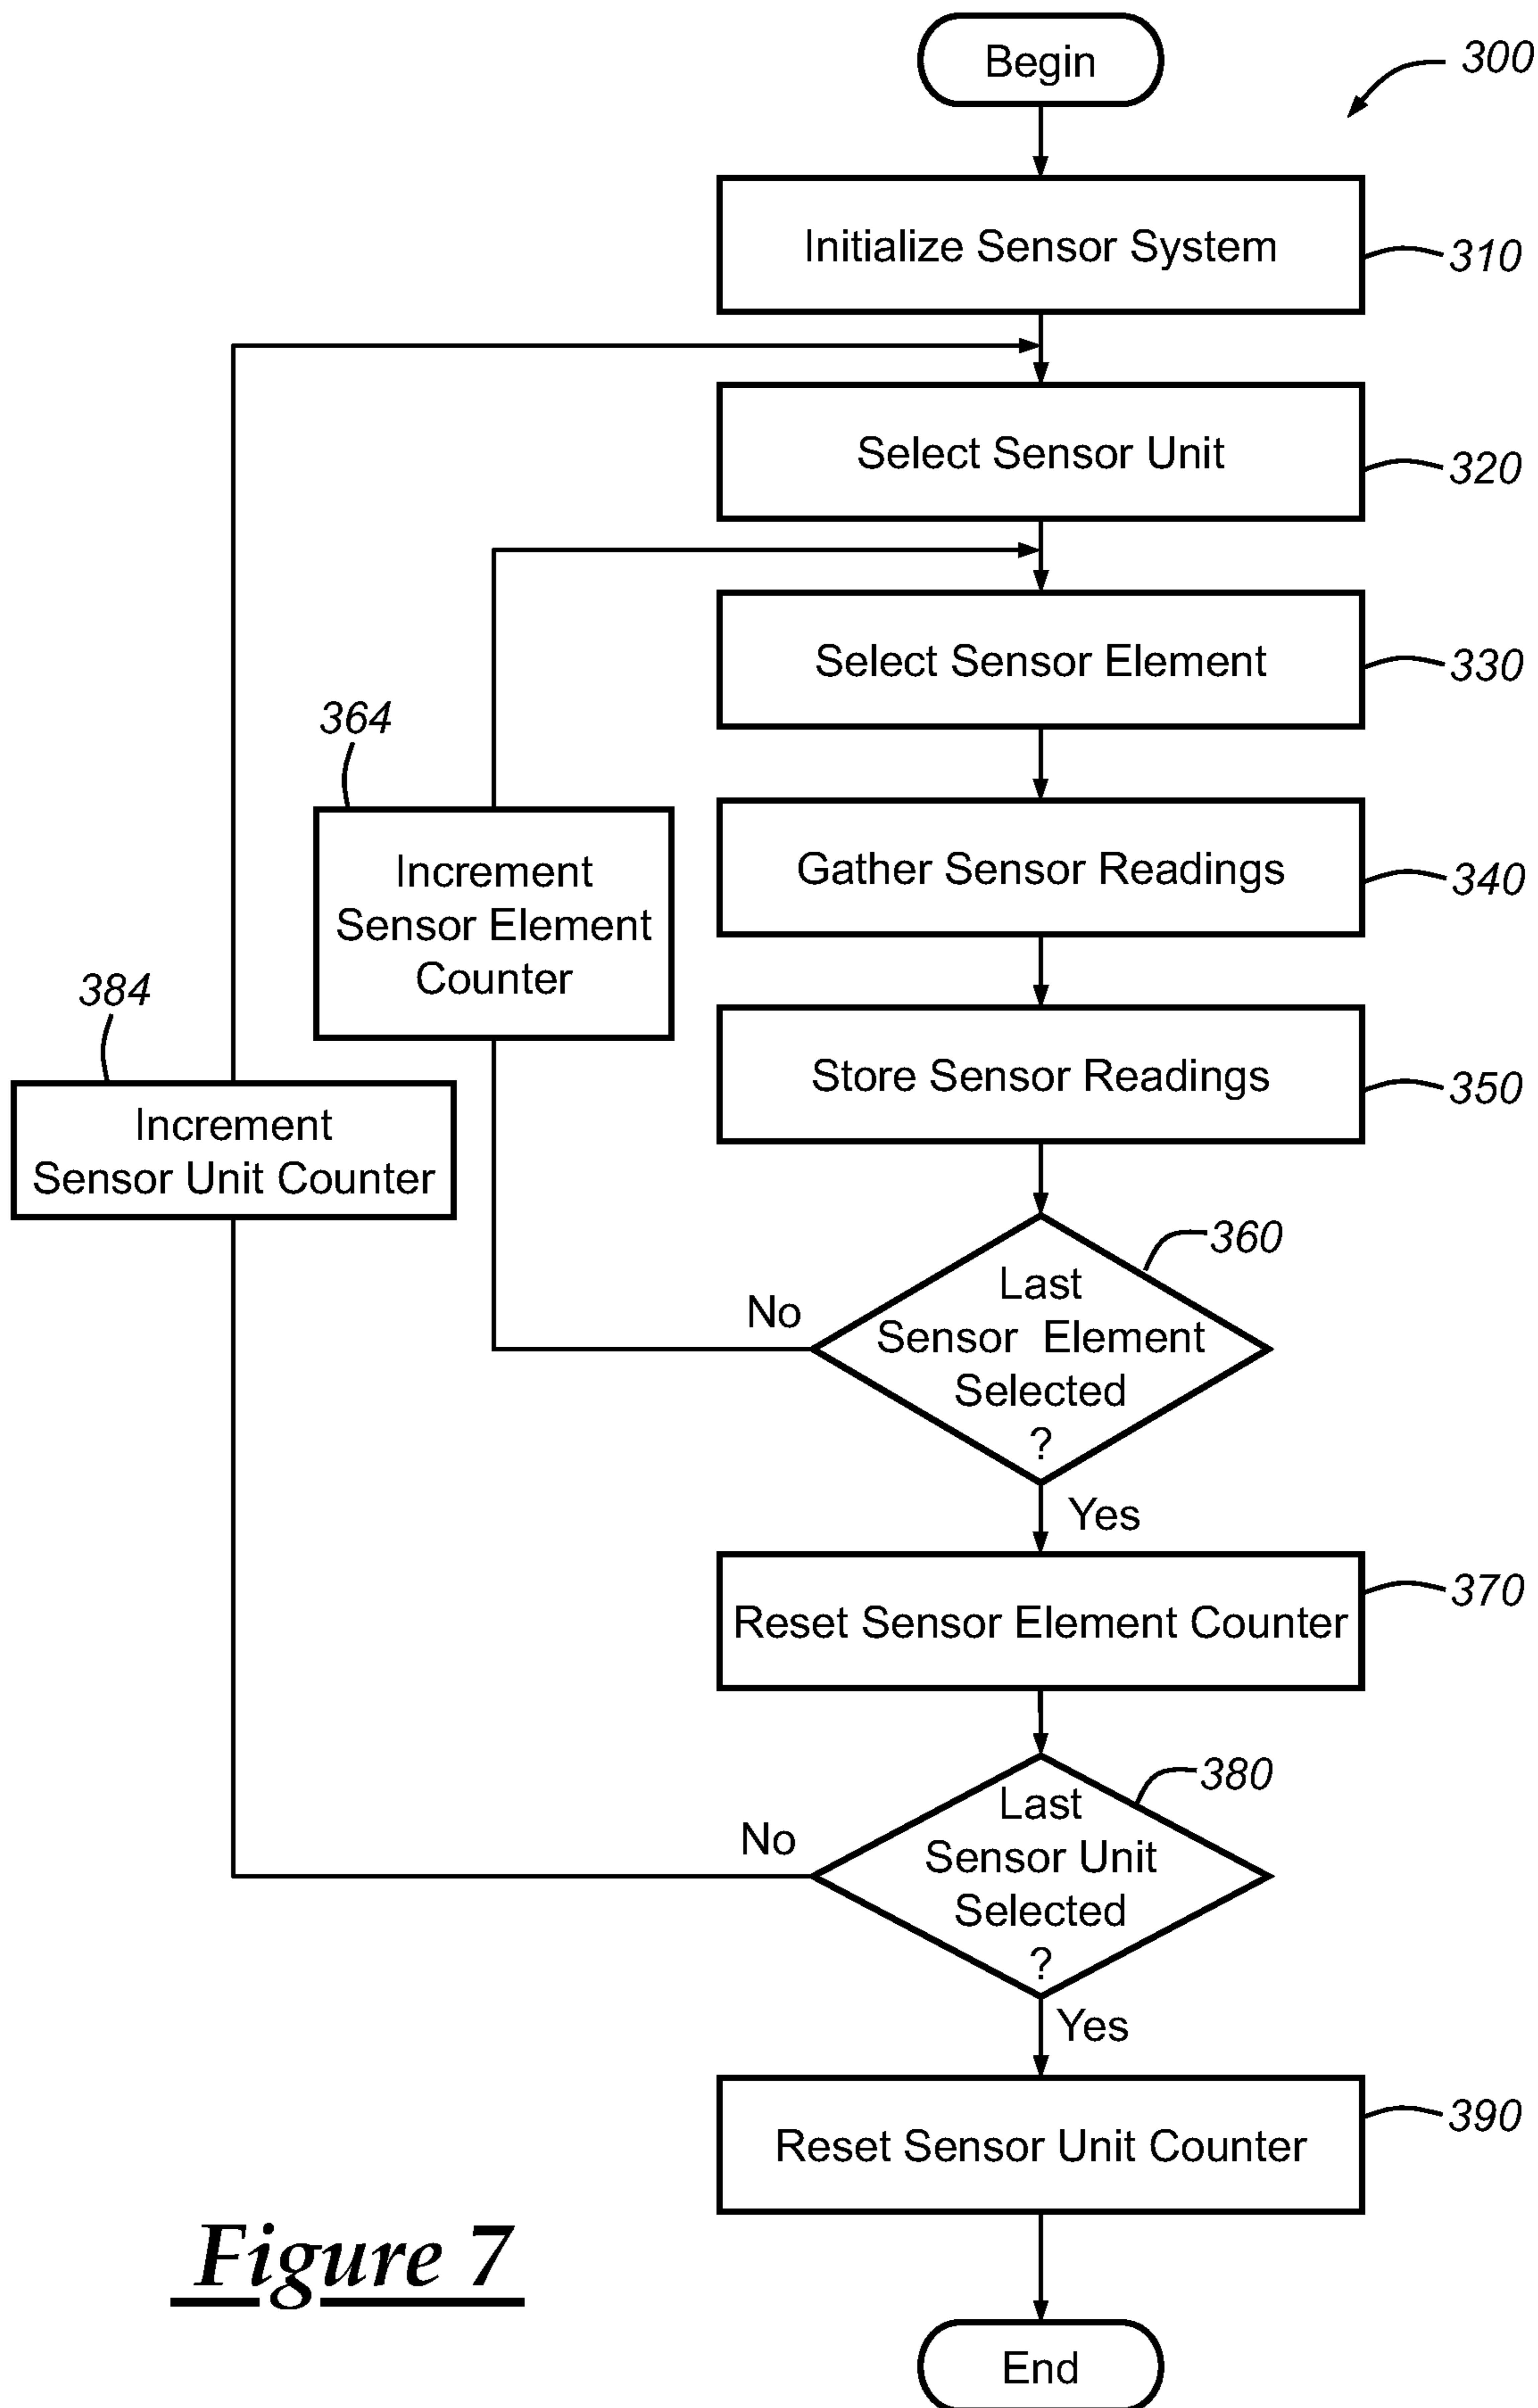 Begin
300
Initialize Sensor System
310
Select Sensor Unit
320
Select Sensor Element
330
364
Increment
Sensor Element
Counter
Gather Sensor Readings
340
384
Increment
Sensor Unit Counter
Store Sensor Readings
350
360
Last
Sensor Element
Selected
?
No
Yes
Reset Sensor Element Counter
370
380
Last
Sensor Unit
Selected
?
No
Yes
Reset Sensor Unit Counter
390
Figure 7
End